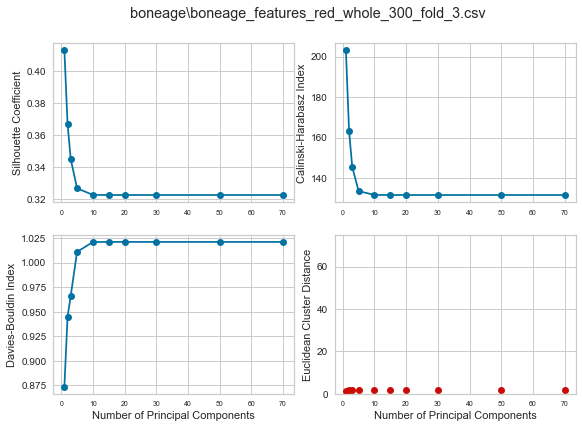 boneage\boneage_features_red_whole_300_fold_3.csv
Silhouette Coefficient
0.40
0.38
0.36
0.34
0.32
0 10 20 30 40 50 60 70
Calinski-Harabasz Index
200
180
160
140
0 10 20 30 40 50 60 70
Davies-Bouldin Index
1.025
1.000
0.975
0.950
0.925
0.900
0.875
0 10 20 30 40 50 60 70
Number of Principal Components
Euclidean Cluster Distance
60
40
20
0
0 10 20 30 40 50 60 70
Number of Principal Components